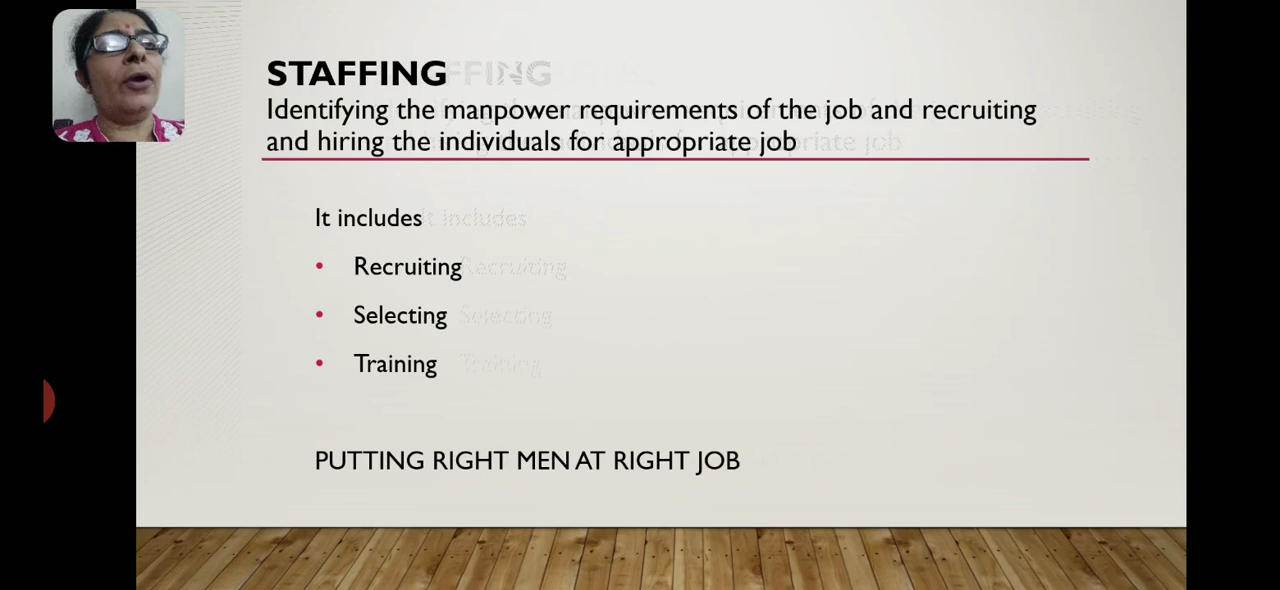 STAFFING
Identifying the manpower requirements of the job and recruiting
and hiring the individuals for appropriate job
It includes
• Recruiting
• Selecting
• Training
PUTTING RIGHT MEN AT RIGHT JOB